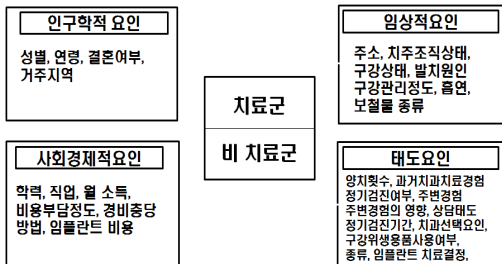 인구학적 요인
성별, 연령, 결혼여부,
거주지역
임상적요인
주소, 치주조직상태,
구강상태, 발치원인
구강관리정도, 흡연,
보철물 종류
치료군
비 치료군
사회경제적요인
학력, 직업, 월 소득,
비용부담정도, 경비충당
방법, 임플란트 비용
태도요인
양치횟수, 과거치과치료경험
정기검진여부, 주변경험
주변경험의 영향, 상담태도
정기검진기간, 치과선택요인,
구강위생용품사용여부,
종류, 임플란트 치료결정,